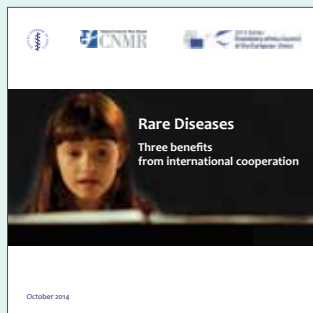 CNMR
Rare Diseases
Three benefits
from international cooperation
October 2014